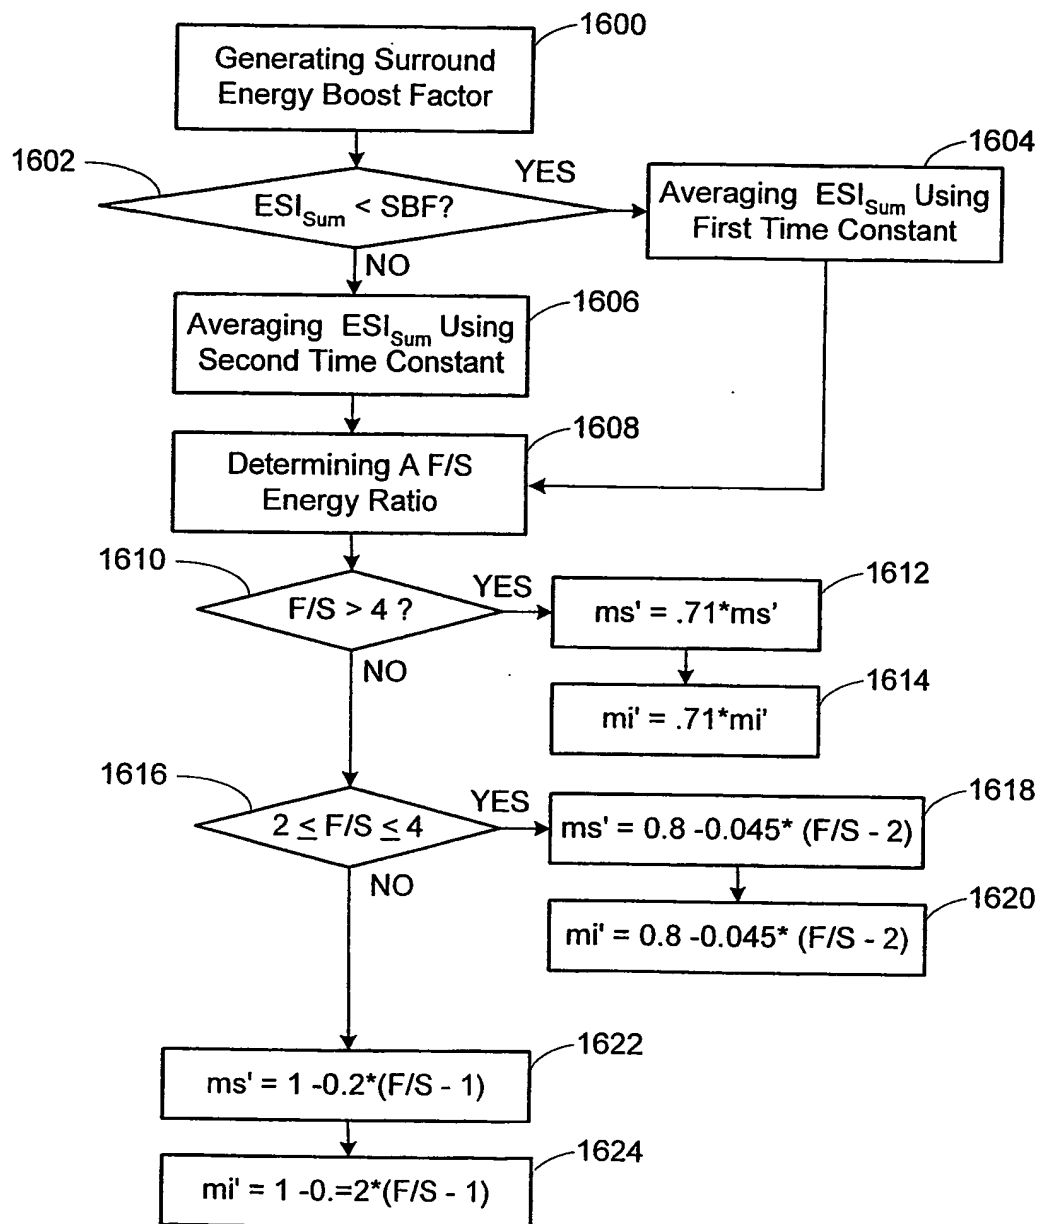 1600
Generating Surround
Energy Boost Factor
1602
ESI_Sum < SBF?
YES
1604
Averaging ESI_Sum Using
First Time Constant
NO
1606
Averaging ESI_Sum Using
Second Time Constant
1608
Determining A F/S
Energy Ratio
1610
F/S > 4 ?
YES
1612
ms' = .71*ms'
NO
1614
mi' = .71*mi'
1616
2 ≤ F/S ≤ 4
YES
1618
ms' = 0.8 -0.045* (F/S - 2)
NO
1620
mi' = 0.8 -0.045* (F/S - 2)
1622
ms' = 1 -0.2*(F/S - 1)
1624
mi' = 1 -0.=2*(F/S - 1)